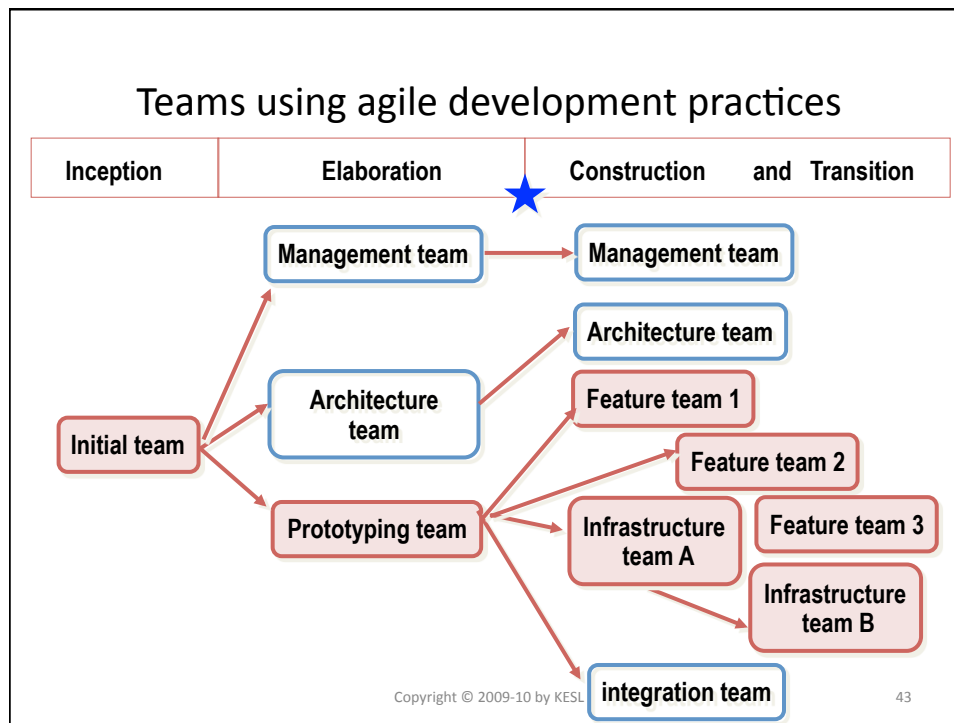 Teams using agile development practices
Inception Elaboration Construction and Transition
Management team Management team
Architecture team
Architecture
team
Feature team 1
Initial team
Feature team 2
Prototyping team
Infrastructure
team A
Feature team 3
Infrastructure
team B
integration team
Copyright © 2009-10 by KESL
43